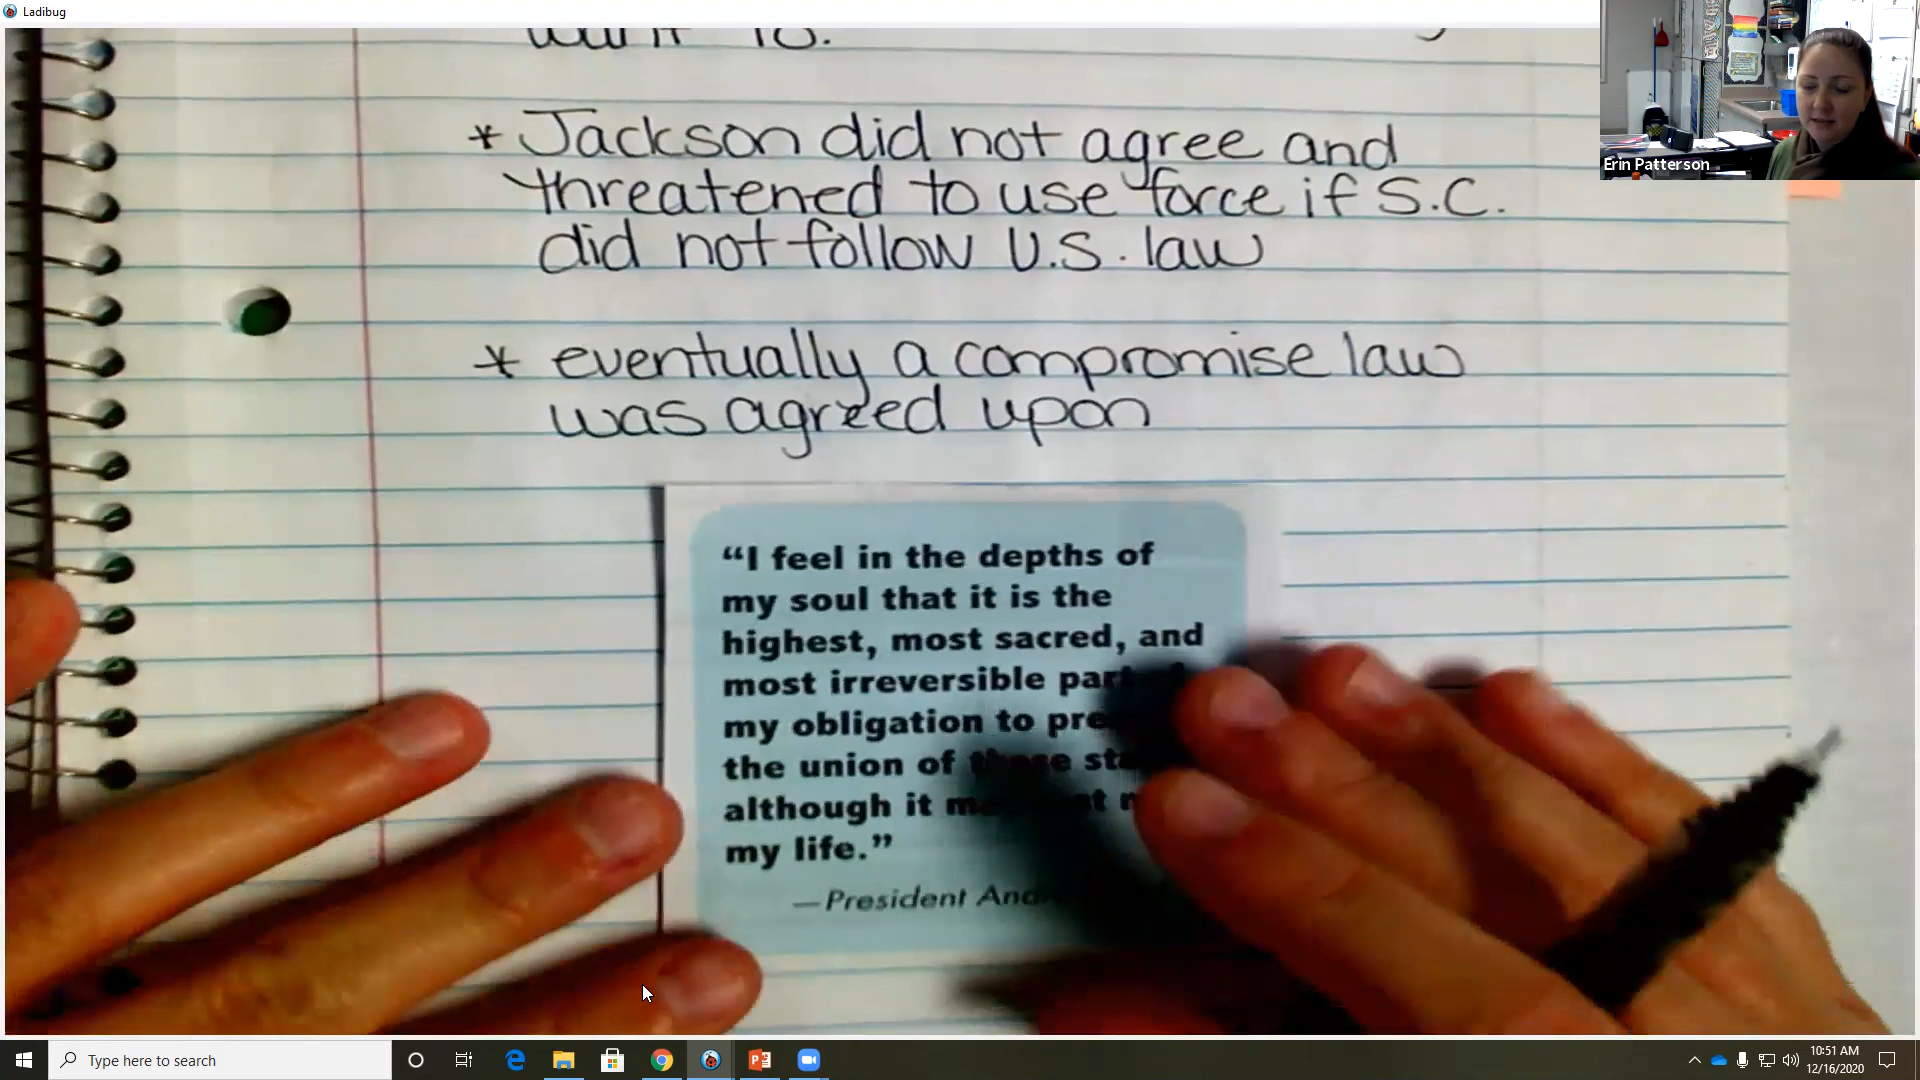 Ladibug
Erin Patterson
* Jackson did not agree and
threatened to use force if S.C.
did not follow U.S. law
* eventually a compromise law
was agreed upon
“I feel in the depths of
my soul that it is the
highest, most sacred, and
most irreversible
my obligation to
the union of these
although it
my life.”
—President
Type here to search
10:51 AM
12/16/2020